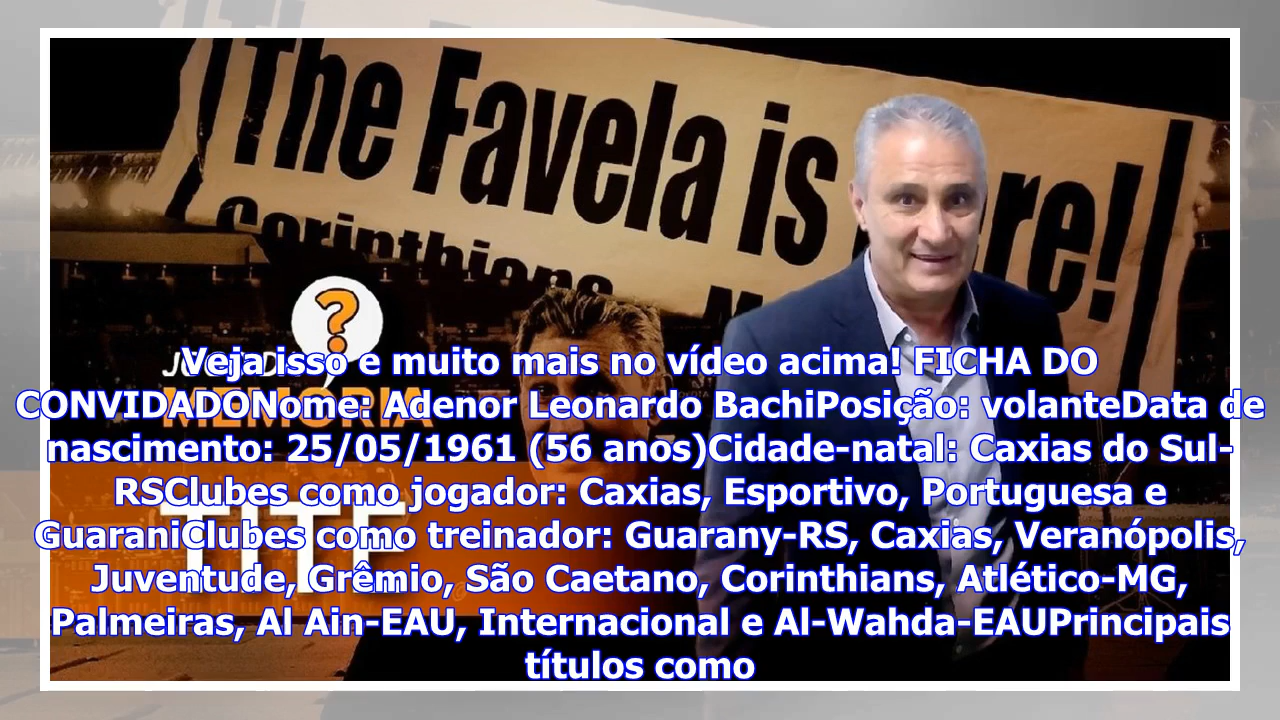 The Favela is
Corinthians
?
Veja isso e muito mais no vídeo acima! FICHA DO
CONVIDADONome: Adenor Leonardo BachiPosição: volanteData de
MEMÓRIA
nascimento: 25/05/1961 (56 anos)Cidade-natal: Caxias do Sul-
RSClubes como jogador: Caxias, Esportivo, Portuguesa e
TITE
GuaraniClubes como treinador: Guarany-RS, Caxias, Veranópolis,
Juventude, Grêmio, São Caetano, Corinthians, Atlético-MG,
Palmeiras, Al Ain-EAU, Internacional e Al-Wahda-EAUPrincipais
títulos como